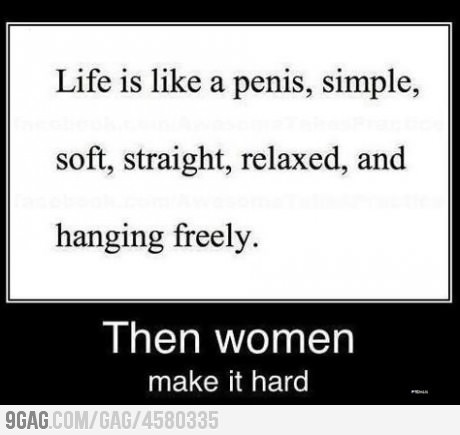 Life is like a penis, simple,
soft, straight, relaxed, and
hanging freely.
Then women
make it hard
9GAG.COM/GAG/4580335